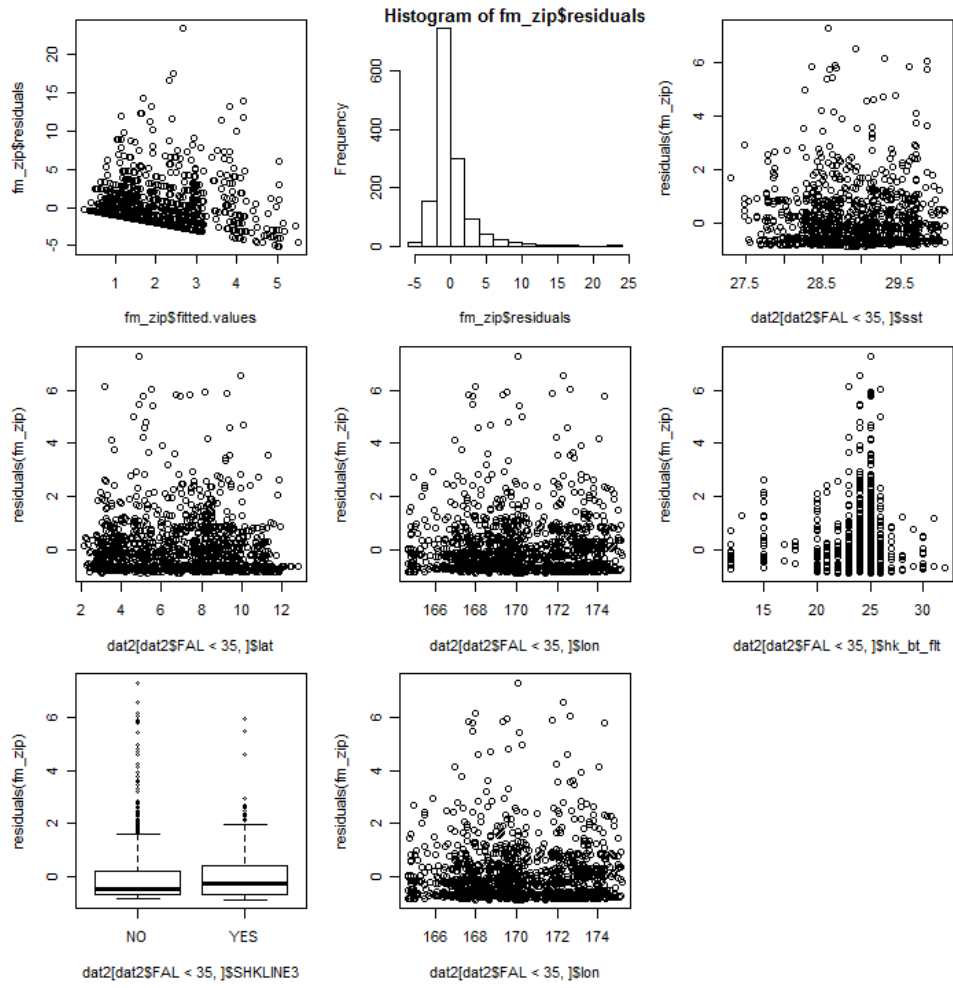 Histogram of fm_zip$residuals
fm_zip$residuals
20
15
10
5
0
-5
1 2 3 4 5
fm_zip$fitted.values
Frequency
600
400
200
0
-5 0 5 10 15 20 25
fm_zip$residuals
residuals(fm_zip)
6
4
2
0
27.5 28.5 29.5
dat2[dat2$FAL < 35, ]$sst
residuals(fm_zip)
6
4
2
0
2 4 6 8 10 12
dat2[dat2$FAL < 35, ]$lat
residuals(fm_zip)
6
4
2
0
166 168 170 172 174
dat2[dat2$FAL < 35, ]$lon
residuals(fm_zip)
6
4
2
0
15 20 25 30
dat2[dat2$FAL < 35, ]$hk_bt_flt
residuals(fm_zip)
6
4
2
0
NO YES
dat2[dat2$FAL < 35, ]$SHKLINE3
residuals(fm_zip)
6
4
2
0
166 168 170 172 174
dat2[dat2$FAL < 35, ]$lon